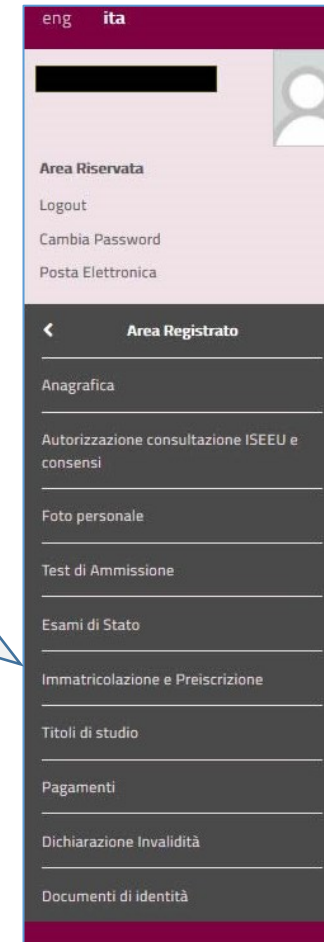 eng ita
Area Riservata
Logout
Cambia Password
Posta Elettronica
Area Registrato
Anagrafica
Autorizzazione consultazione ISEEU e
consensi
Foto personale
Test di Ammissione
Esami di Stato
Immatricolazione e Preiscrizione
Titoli di studio
Pagamenti
Dichiarazione Invalidità
Documenti di identità